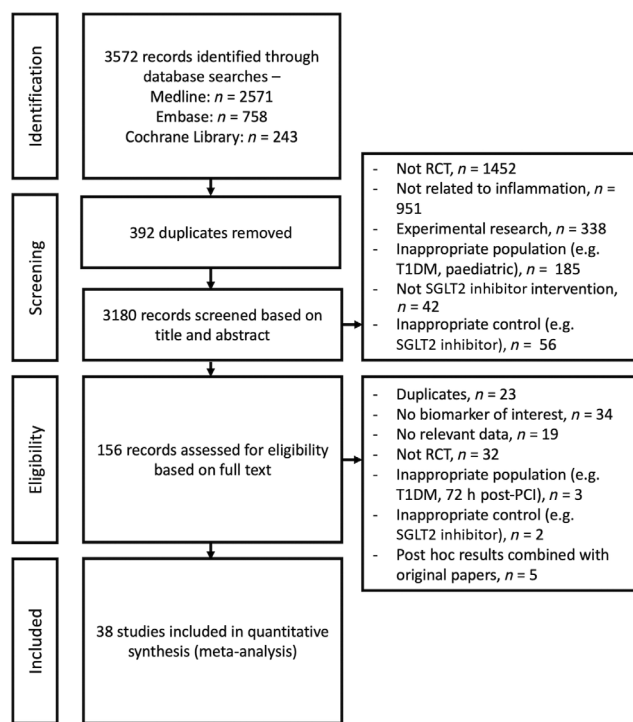 Identification
3572 records identified through
database searches –
Medline: n = 2571
Embase: n = 758
Cochrane Library: n = 243
Screening
392 duplicates removed
3180 records screened based on
title and abstract
- Not RCT, n = 1452
- Not related to inflammation, n =
951
- Experimental research, n = 338
- Inappropriate population (e.g.
T1DM, paediatric), n = 185
- Not SGLT2 inhibitor intervention,
n = 42
- Inappropriate control (e.g.
SGLT2 inhibitor), n = 56
Eligibility
156 records assessed for eligibility
based on full text
- Duplicates, n = 23
- No biomarker of interest, n = 34
- No relevant data, n = 19
- Not RCT, n = 32
- Inappropriate population (e.g.
T1DM, 72 h post-PCI), n = 3
- Inappropriate control (e.g.
SGLT2 inhibitor), n = 2
- Post hoc results combined with
original papers, n = 5
Included
38 studies included in quantitative
synthesis (meta-analysis)